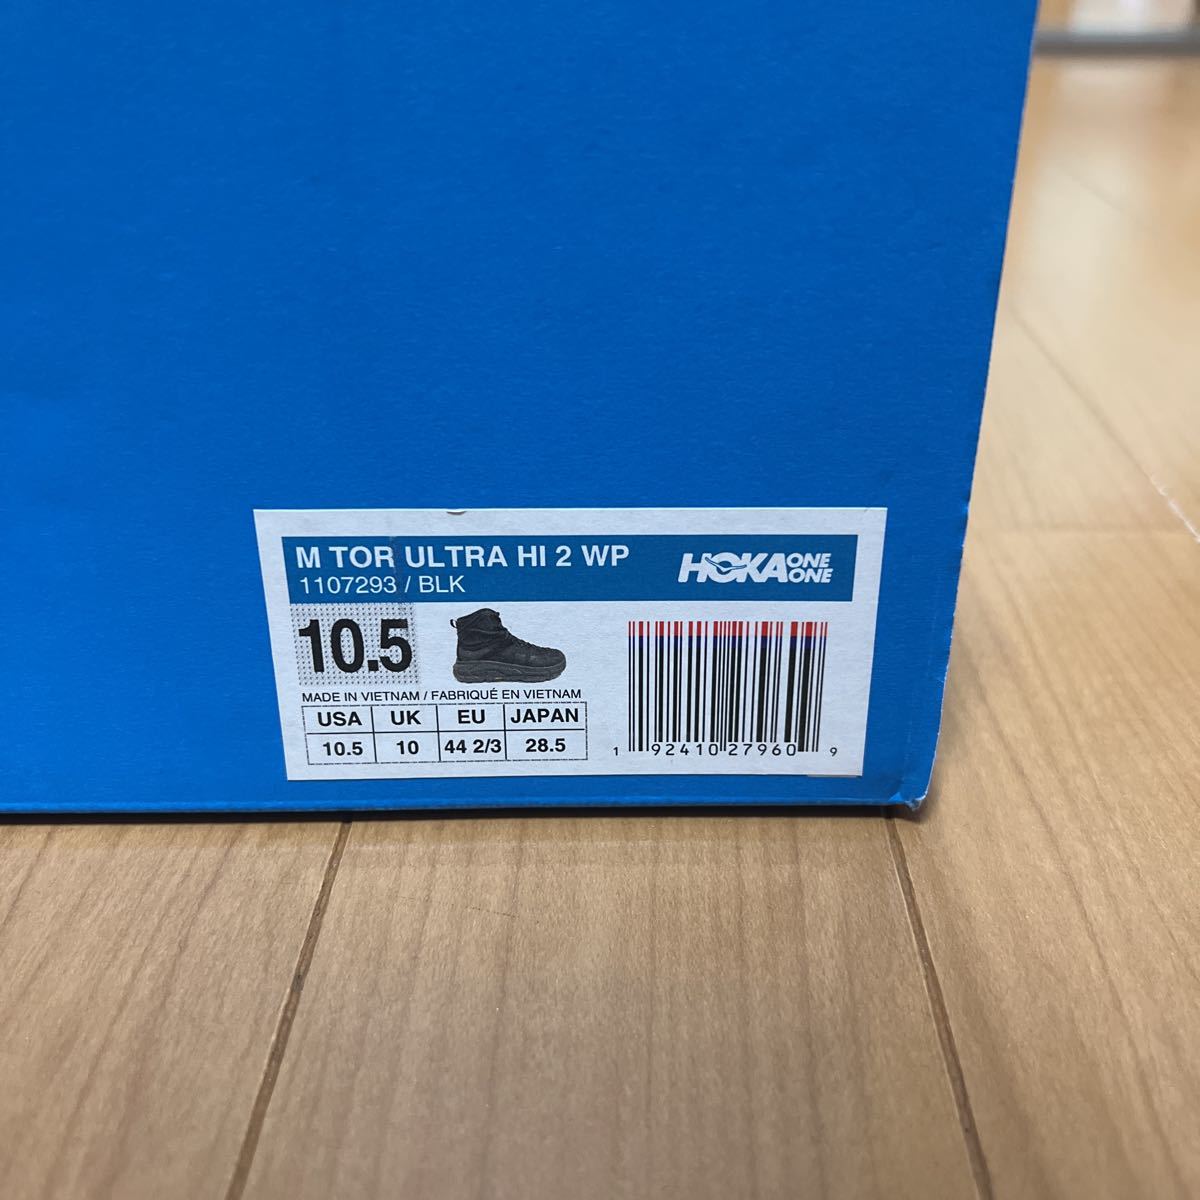 M TOR ULTRA HI 2 WP
1107293 / BLK
HOKA ONE ONE
10.5
MADE IN VIETNAM / FABRIQUÉ EN VIETNAM
USA UK EU JAPAN
10.5 10 44 2/3 28.5
1 92410 27960 9